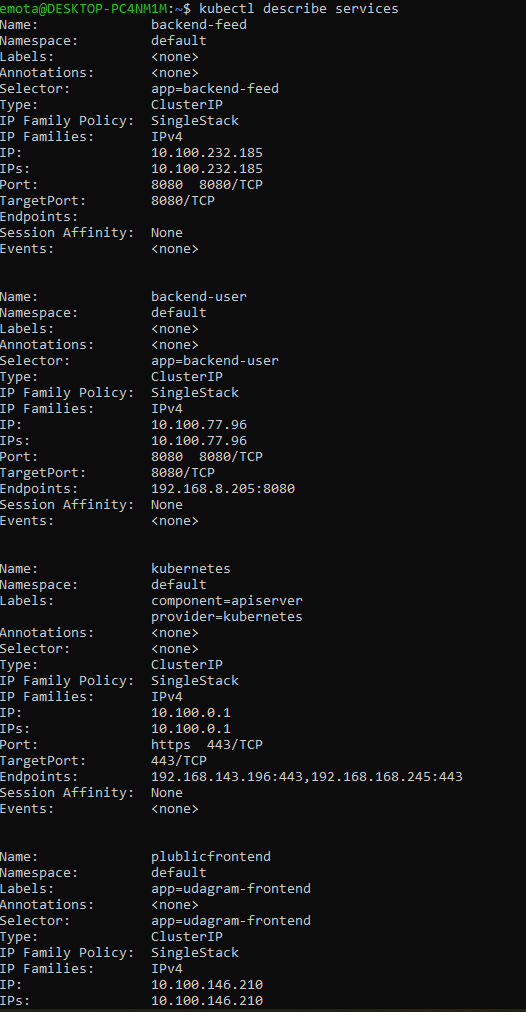 emota@DESKTOP-PC4NM1M:~$ kubectl describe services
Name:              backend-feed
Namespace:         default
Labels:            <none>
Annotations:       <none>
Selector:          app=backend-feed
Type:              ClusterIP
IP Family Policy:  SingleStack
IP Families:       IPv4
IP:                10.100.232.185
IPs:               10.100.232.185
Port:              8080  8080/TCP
TargetPort:        8080/TCP
Endpoints:
Session Affinity:  None
Events:            <none>

Name:              backend-user
Namespace:         default
Labels:            <none>
Annotations:       <none>
Selector:          app=backend-user
Type:              ClusterIP
IP Family Policy:  SingleStack
IP Families:       IPv4
IP:                10.100.77.96
IPs:               10.100.77.96
Port:              8080  8080/TCP
TargetPort:        8080/TCP
Endpoints:         192.168.8.205:8080
Session Affinity:  None
Events:            <none>

Name:              kubernetes
Namespace:         default
Labels:            component=apiserver
                   provider=kubernetes
Annotations:       <none>
Selector:          <none>
Type:              ClusterIP
IP Family Policy:  SingleStack
IP Families:       IPv4
IP:                10.100.0.1
IPs:               10.100.0.1
Port:              https  443/TCP
TargetPort:        443/TCP
Endpoints:         192.168.143.196:443,192.168.168.245:443
Session Affinity:  None
Events:            <none>

Name:              plublicfrontend
Namespace:         default
Labels:            app=udagram-frontend
Annotations:       <none>
Selector:          app=udagram-frontend
Type:              ClusterIP
IP Family Policy:  SingleStack
IP Families:       IPv4
IP:                10.100.146.210
IPs:               10.100.146.210